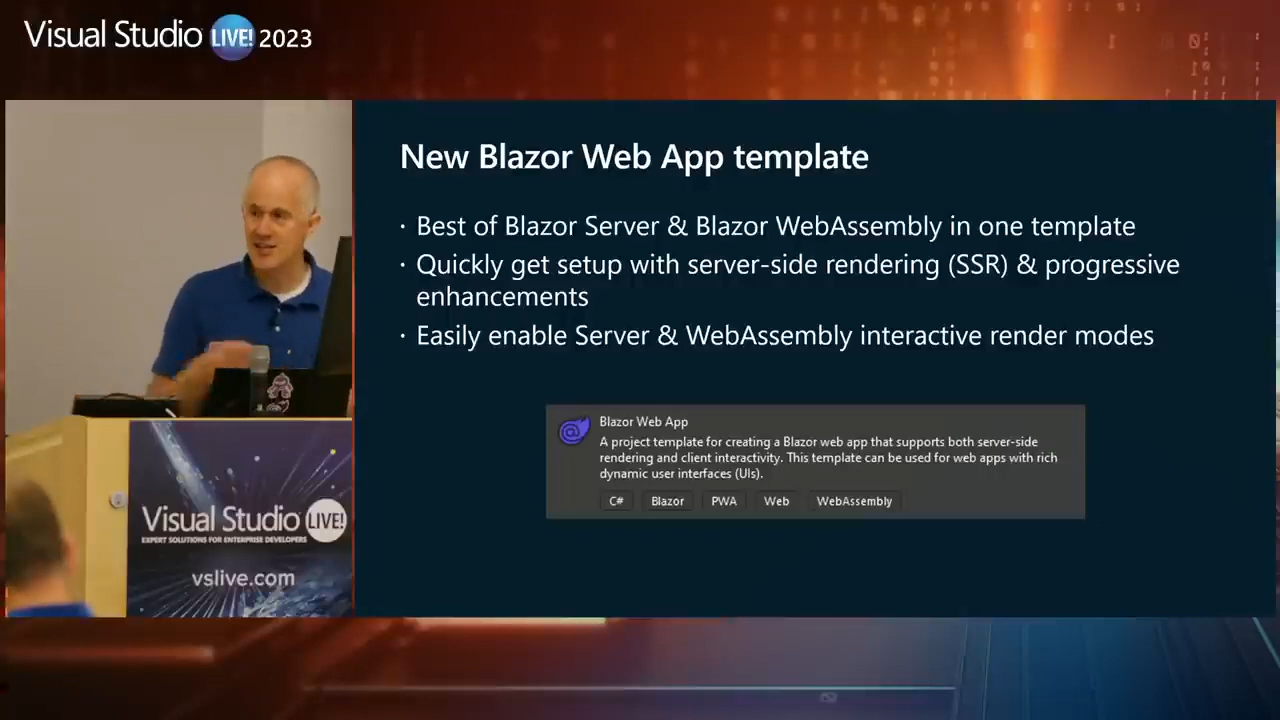 Visual Studio LIVE! 2023
New Blazor Web App template
· Best of Blazor Server & Blazor WebAssembly in one template
· Quickly get setup with server-side rendering (SSR) & progressive
enhancements
· Easily enable Server & WebAssembly interactive render modes
Blazor Web App
A project template for creating a Blazor web app that supports both server-side
rendering and client interactivity. This template can be used for web apps with rich
dynamic user interfaces (UIs).
C# Blazor PWA Web WebAssembly
Visual Studio LIVE!
EXPERT SOLUTIONS FOR ENTERPRISE DEVELOPERS
vslive.com